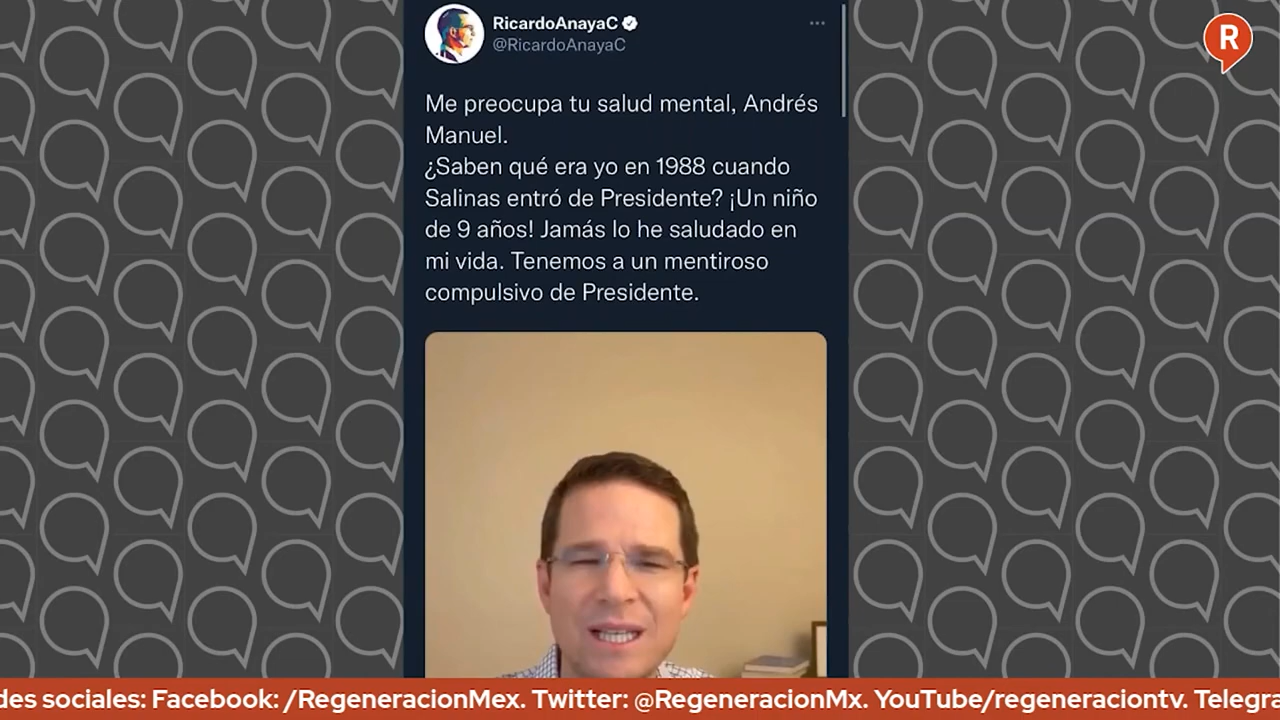 RicardoAnayaC
@RicardoAnayaC
R
Me preocupa tu salud mental, Andrés
Manuel.
¿Saben qué era yo en 1988 cuando
Salinas entró de Presidente? ¡Un niño
de 9 años! Jamás lo he saludado en
mi vida. Tenemos a un mentiroso
compulsivo de Presidente.
des sociales: Facebook: /RegeneracionMex. Twitter: @RegeneracionMx. YouTube/regeneraciontv. Telegra